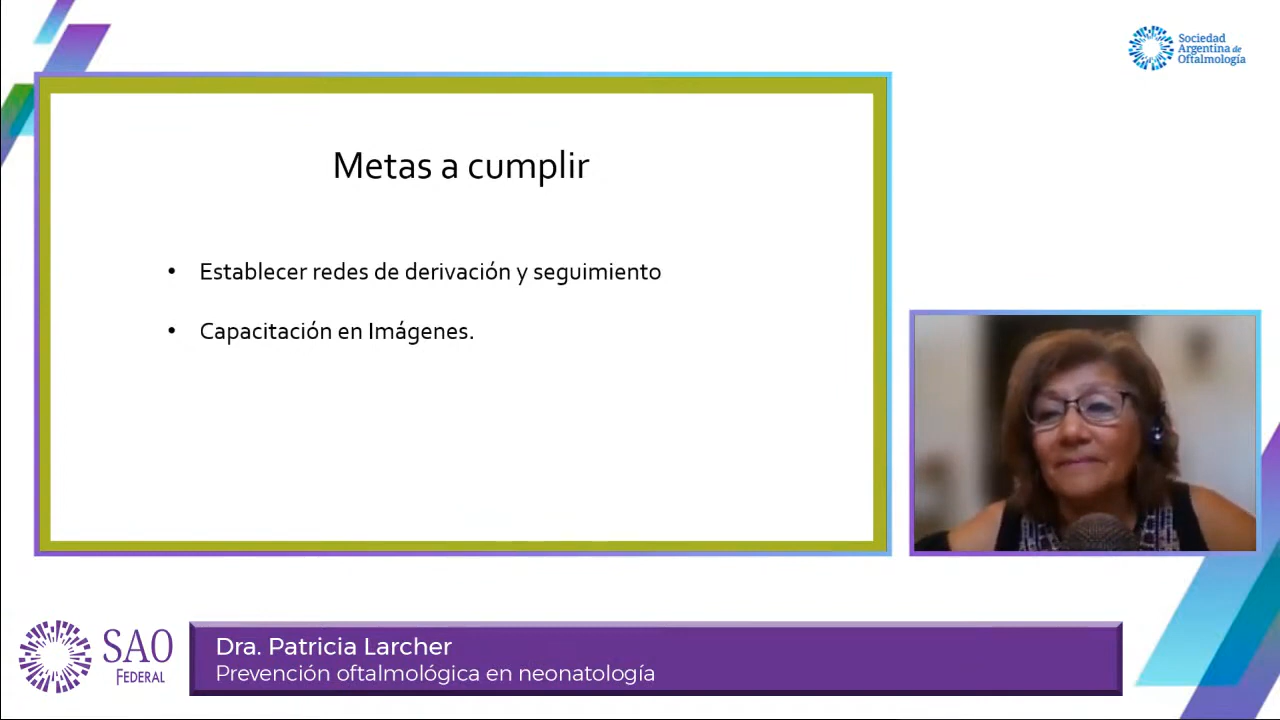 Sociedad
Argentina de
Oftalmología
Metas a cumplir
• Establecer redes de derivación y seguimiento
• Capacitación en Imágenes.
SAO
FEDERAL
Dra. Patricia Larcher
Prevención oftalmológica en neonatología